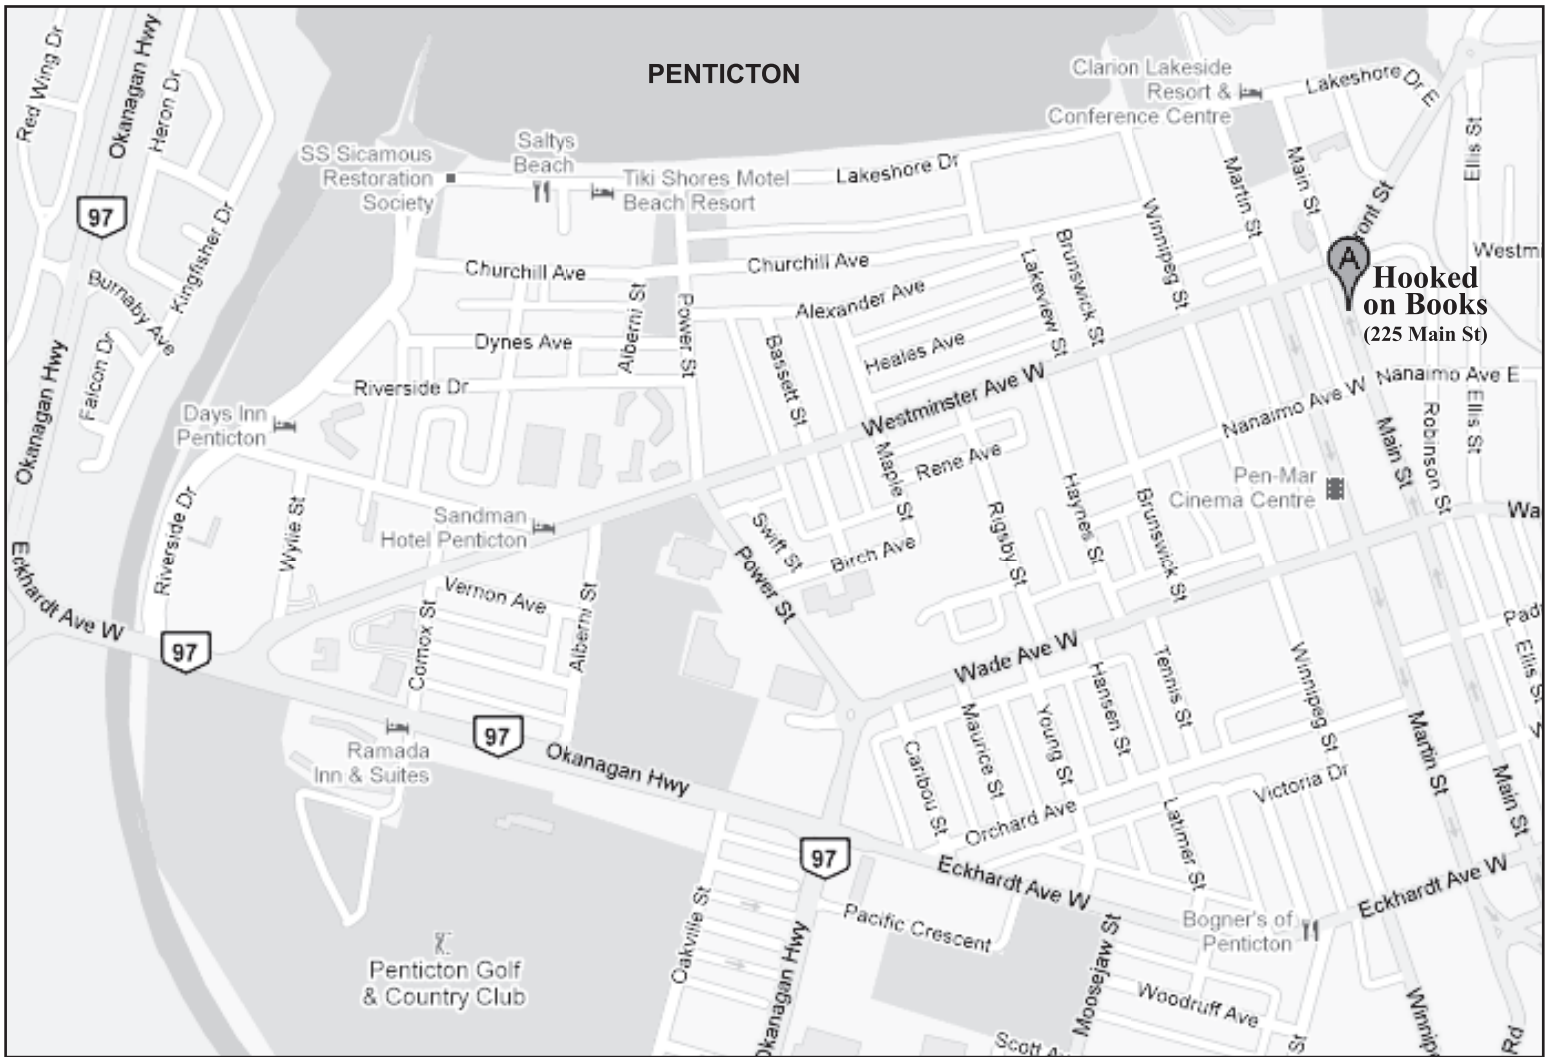 PENTICTON
Red Wing Dr
Okanagan Hwy
Heron Dr
97
Kingfisher Dr
Burnaby Ave
Falcon Dr
Okanagan Hwy
SS Sicamous
Restoration
Society
Saltys
Beach
Tiki Shores Motel
Beach Resort
Lakeshore Dr
Clarion Lakeside
Resort &
Conference Centre
Lakeshore Dr E
Ellis St
Main St
Martin St
Winnipeg St
Front St
Westmi
A
Hooked
on Books
(225 Main St)
Churchill Ave
Churchill Ave
Alberni St
Power St
Alexander Ave
Lakeview St
Brunswick St
Dynes Ave
Heales Ave
Bassett St
Riverside Dr
Westminster Ave W
Nanaimo Ave W
Nanaimo Ave E
Days Inn
Penticton
Rene Ave
Maple St
Main St
Robinson St
Ellis St
Pen-Mar
Cinema Centre
Riverside Dr
Wylie St
Sandman
Hotel Penticton
Swift St
Birch Ave
Power St
Rigsby St
Haynes St
Brunswick St
Wa
Eckhardt Ave W
97
Vernon Ave
Comox St
Alberni St
Wade Ave W
Pad
Ellis S
Hansen St
Tennis St
Winnipeg St
Maurice St
Young St
Caribou St
Ramada
Inn & Suites
97
Okanagan Hwy
Martin St
Main St
Victoria Dr
Orchard Ave
Latimer St
97
Eckhardt Ave W
Eckhardt Ave W
Oakville St
Pacific Crescent
Bogner's of
Penticton
Moosejaw St
Okanagan Hwy
Penticton Golf
& Country Club
Woodruff Ave
Scott Av
St
Winnip
Rd